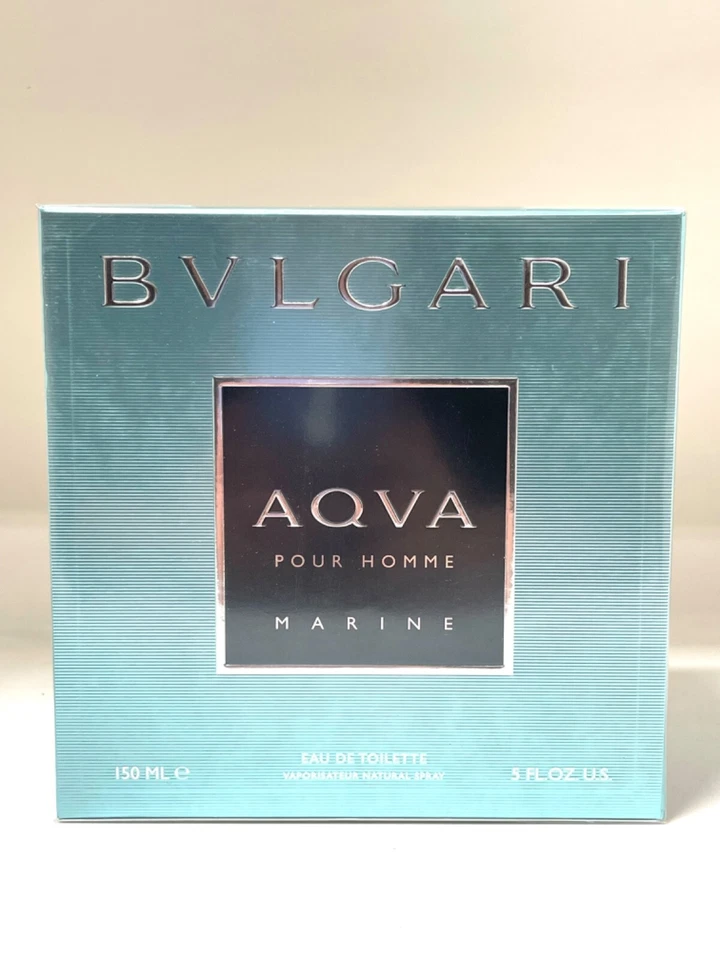 BVLGARI
AQVA
POUR HOMME
MARINE
EAU DE TOILETTE
150 ML ℮ VAPORISATEUR NATURAL SPRAY 5 FL.OZ. U.S.